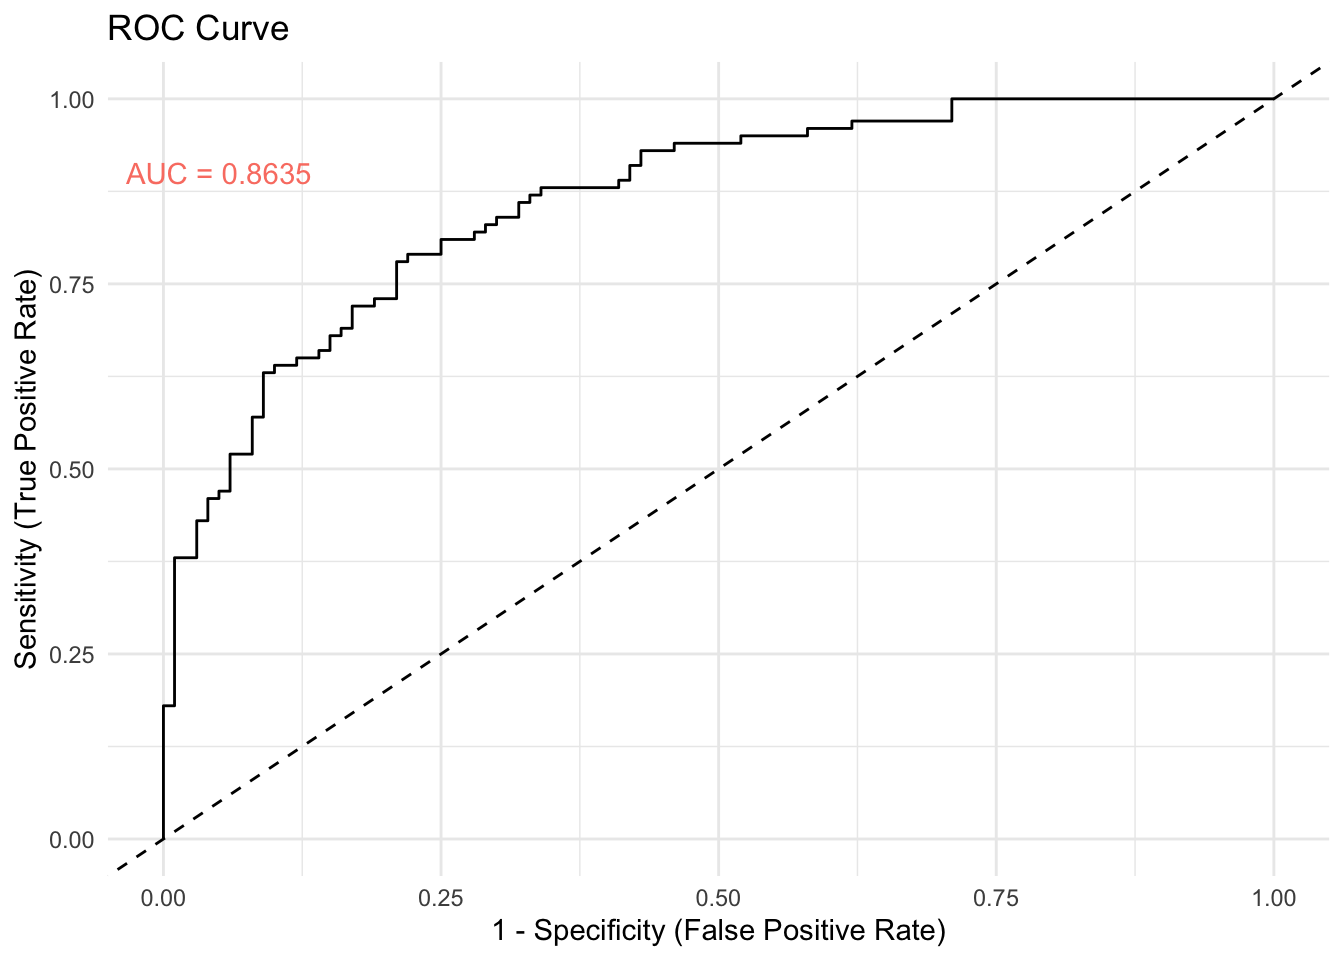 ROC Curve
1.00
AUC = 0.8635
0.75
0.50
0.25
0.00
Sensitivity (True Positive Rate)
0.00 0.25 0.50 0.75 1.00
1 - Specificity (False Positive Rate)